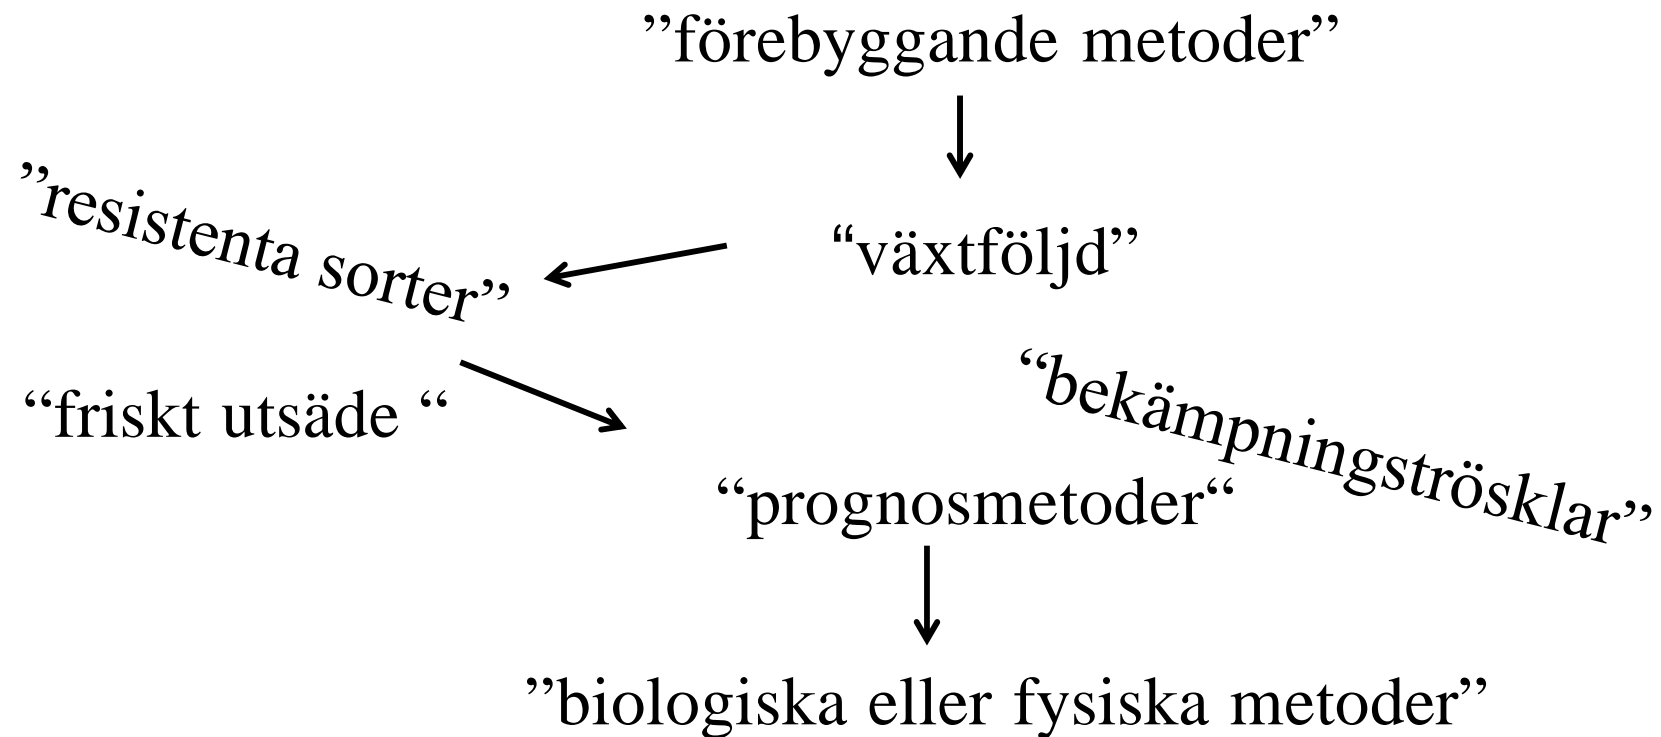 ”förebyggande metoder”
”resistenta sorter”
“växtföljd”
“friskt utsäde “
“bekämpningströsklar”
“prognosmetoder“
”biologiska eller fysiska metoder”